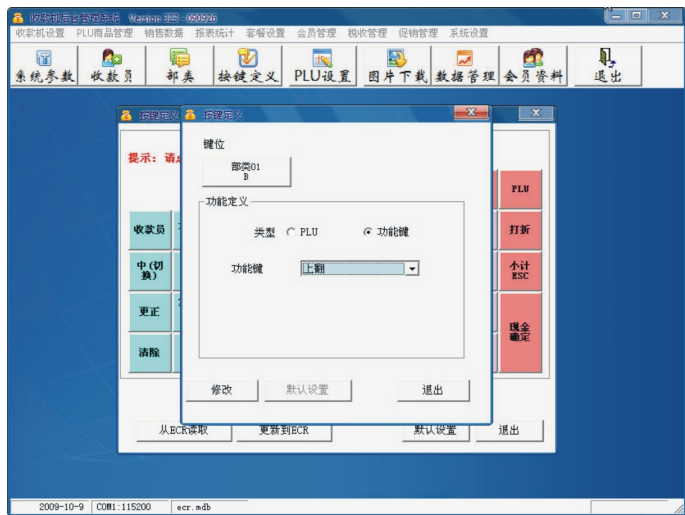 收款机后台管理系统 Version 323 - 090926
收款机设置 PLU商品管理 销售数据 报表统计 套餐设置 会员管理 税收管理 促销管理 系统设置
系统参数 收款员 部类 按键定义 PLU设置 图片下载 数据管理 会员资料 退出
按键定义
按键定义
提示：请
键位
部类01
B
功能定义
类型 PLU 功能键
功能键 上翻
修改 默认设置 退出
PLU
收款员 打折
中(切换) 小计 ESC
更正 现金 确定
清除
从ECR读取 更新到ECR 默认设置 退出
2009-10-9 COM1:115200 ecr.mdb